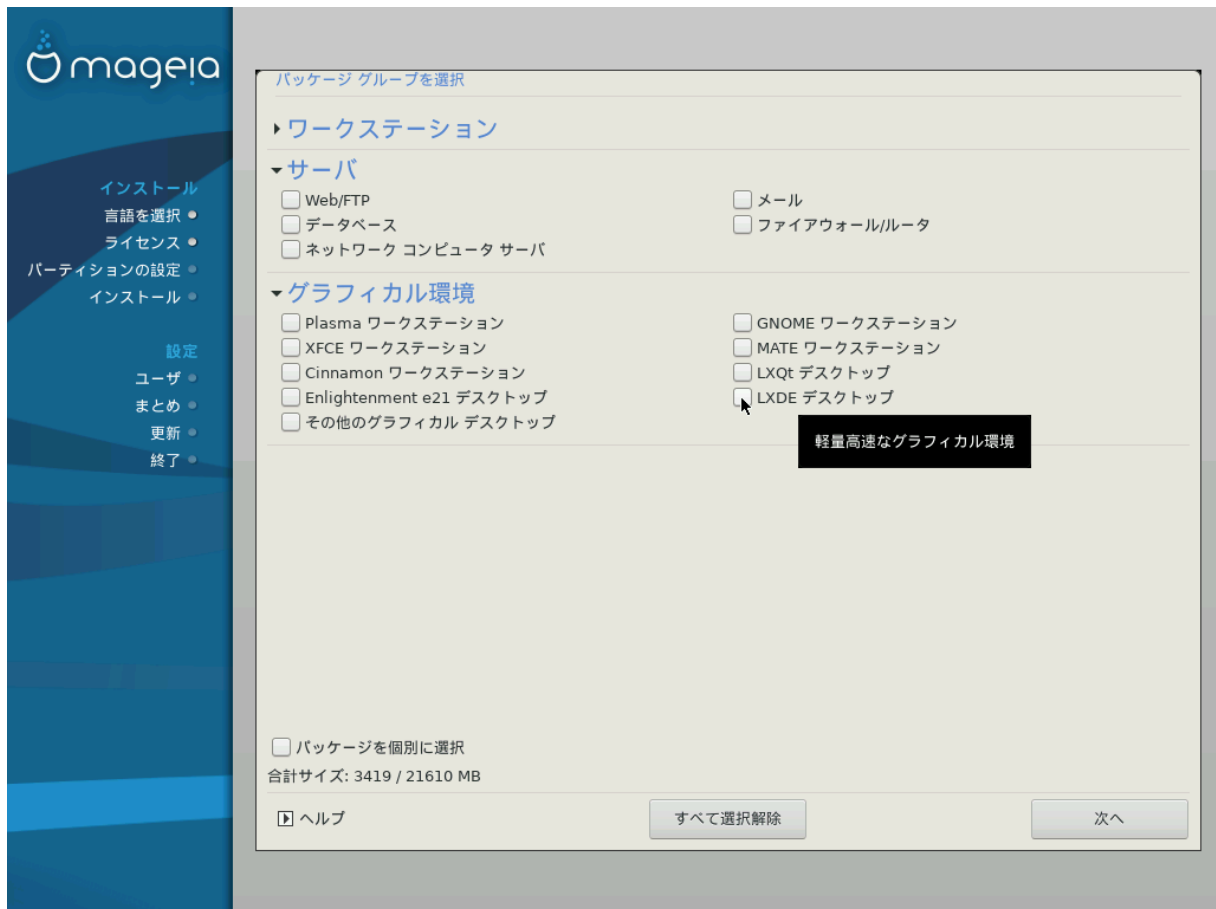 mageia
インストール
言語を選択
ライセンス
パーティションの設定
インストール
設定
ユーザ
まとめ
更新
終了
パッケージ グループを選択
ワークステーション
サーバ
Web/FTP
メール
データベース
ファイアウォール/ルータ
ネットワーク コンピュータ サーバ
グラフィカル環境
Plasma ワークステーション
GNOME ワークステーション
XFCE ワークステーション
MATE ワークステーション
Cinnamon ワークステーション
LXQt デスクトップ
Enlightenment e21 デスクトップ
LXDE デスクトップ
その他のグラフィカル デスクトップ
軽量高速なグラフィカル環境
パッケージを個別に選択
合計サイズ: 3419 / 21610 MB
ヘルプ
すべて選択解除
次へ